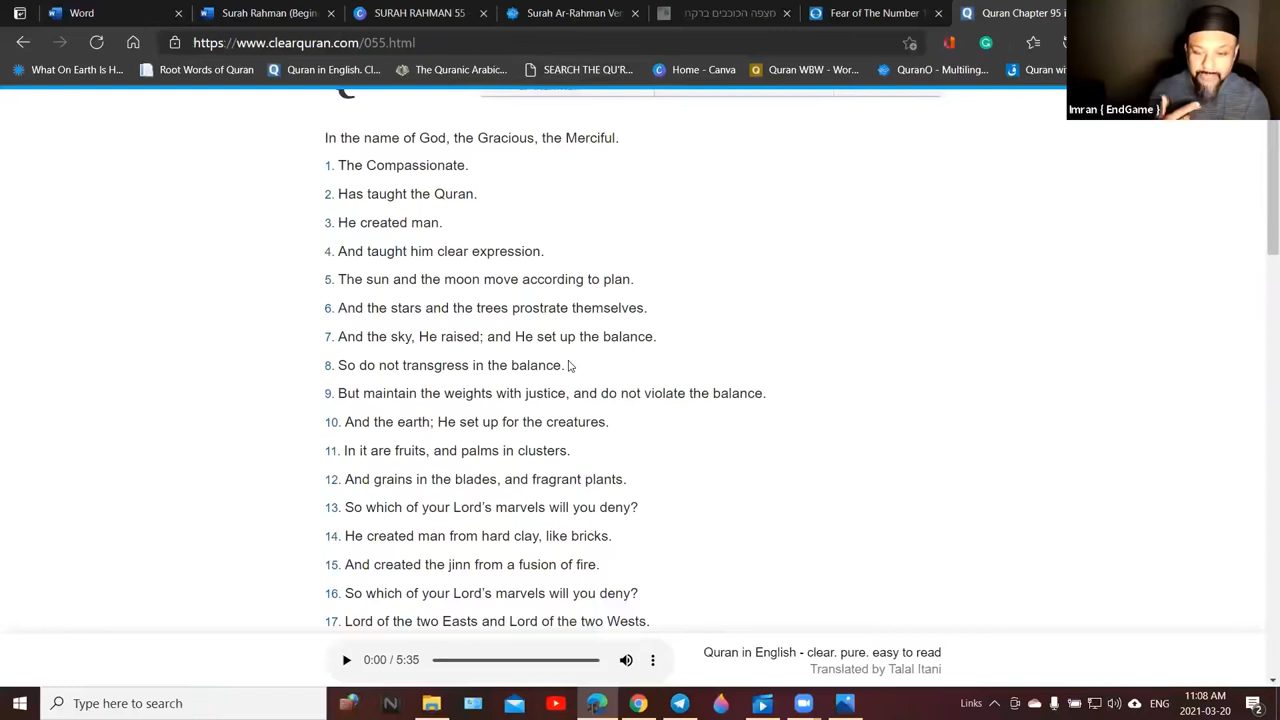 Word
Surah Rahman (Begin
SURAH RAHMAN 55
Surah Ar-Rahman Ver
מצפה הכוכבים ברקת
Fear Of The Number 1
Quran Chapter 95 i
https://www.clearquran.com/055.html
What On Earth Is H...
Root Words of Quran
Quran in English. Cl...
The Quranic Arabic...
SEARCH THE QU'R...
Home - Canva
Quran WBW - Wor...
QuranO - Multiling...
Quran wi
Imran { EndGame }
In the name of God, the Gracious, the Merciful.
1. The Compassionate.
2. Has taught the Quran.
3. He created man.
4. And taught him clear expression.
5. The sun and the moon move according to plan.
6. And the stars and the trees prostrate themselves.
7. And the sky, He raised; and He set up the balance.
8. So do not transgress in the balance.
9. But maintain the weights with justice, and do not violate the balance.
10. And the earth; He set up for the creatures.
11. In it are fruits, and palms in clusters.
12. And grains in the blades, and fragrant plants.
13. So which of your Lord’s marvels will you deny?
14. He created man from hard clay, like bricks.
15. And created the jinn from a fusion of fire.
16. So which of your Lord’s marvels will you deny?
17. Lord of the two Easts and Lord of the two Wests.
0:00 / 5:35
Quran in English - clear. pure. easy to read
Translated by Talal Itani
Type here to search
Links
ENG
11:08 AM
2021-03-20
2